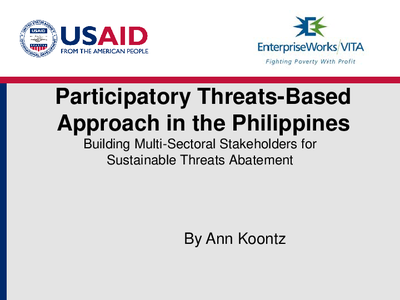 USAID
USAID
FROM THE AMERICAN PEOPLE
EnterpriseWorks/VITA
Fighting Poverty With Profit
Participatory Threats-Based
Approach in the Philippines
Building Multi-Sectoral Stakeholders for
Sustainable Threats Abatement
By Ann Koontz